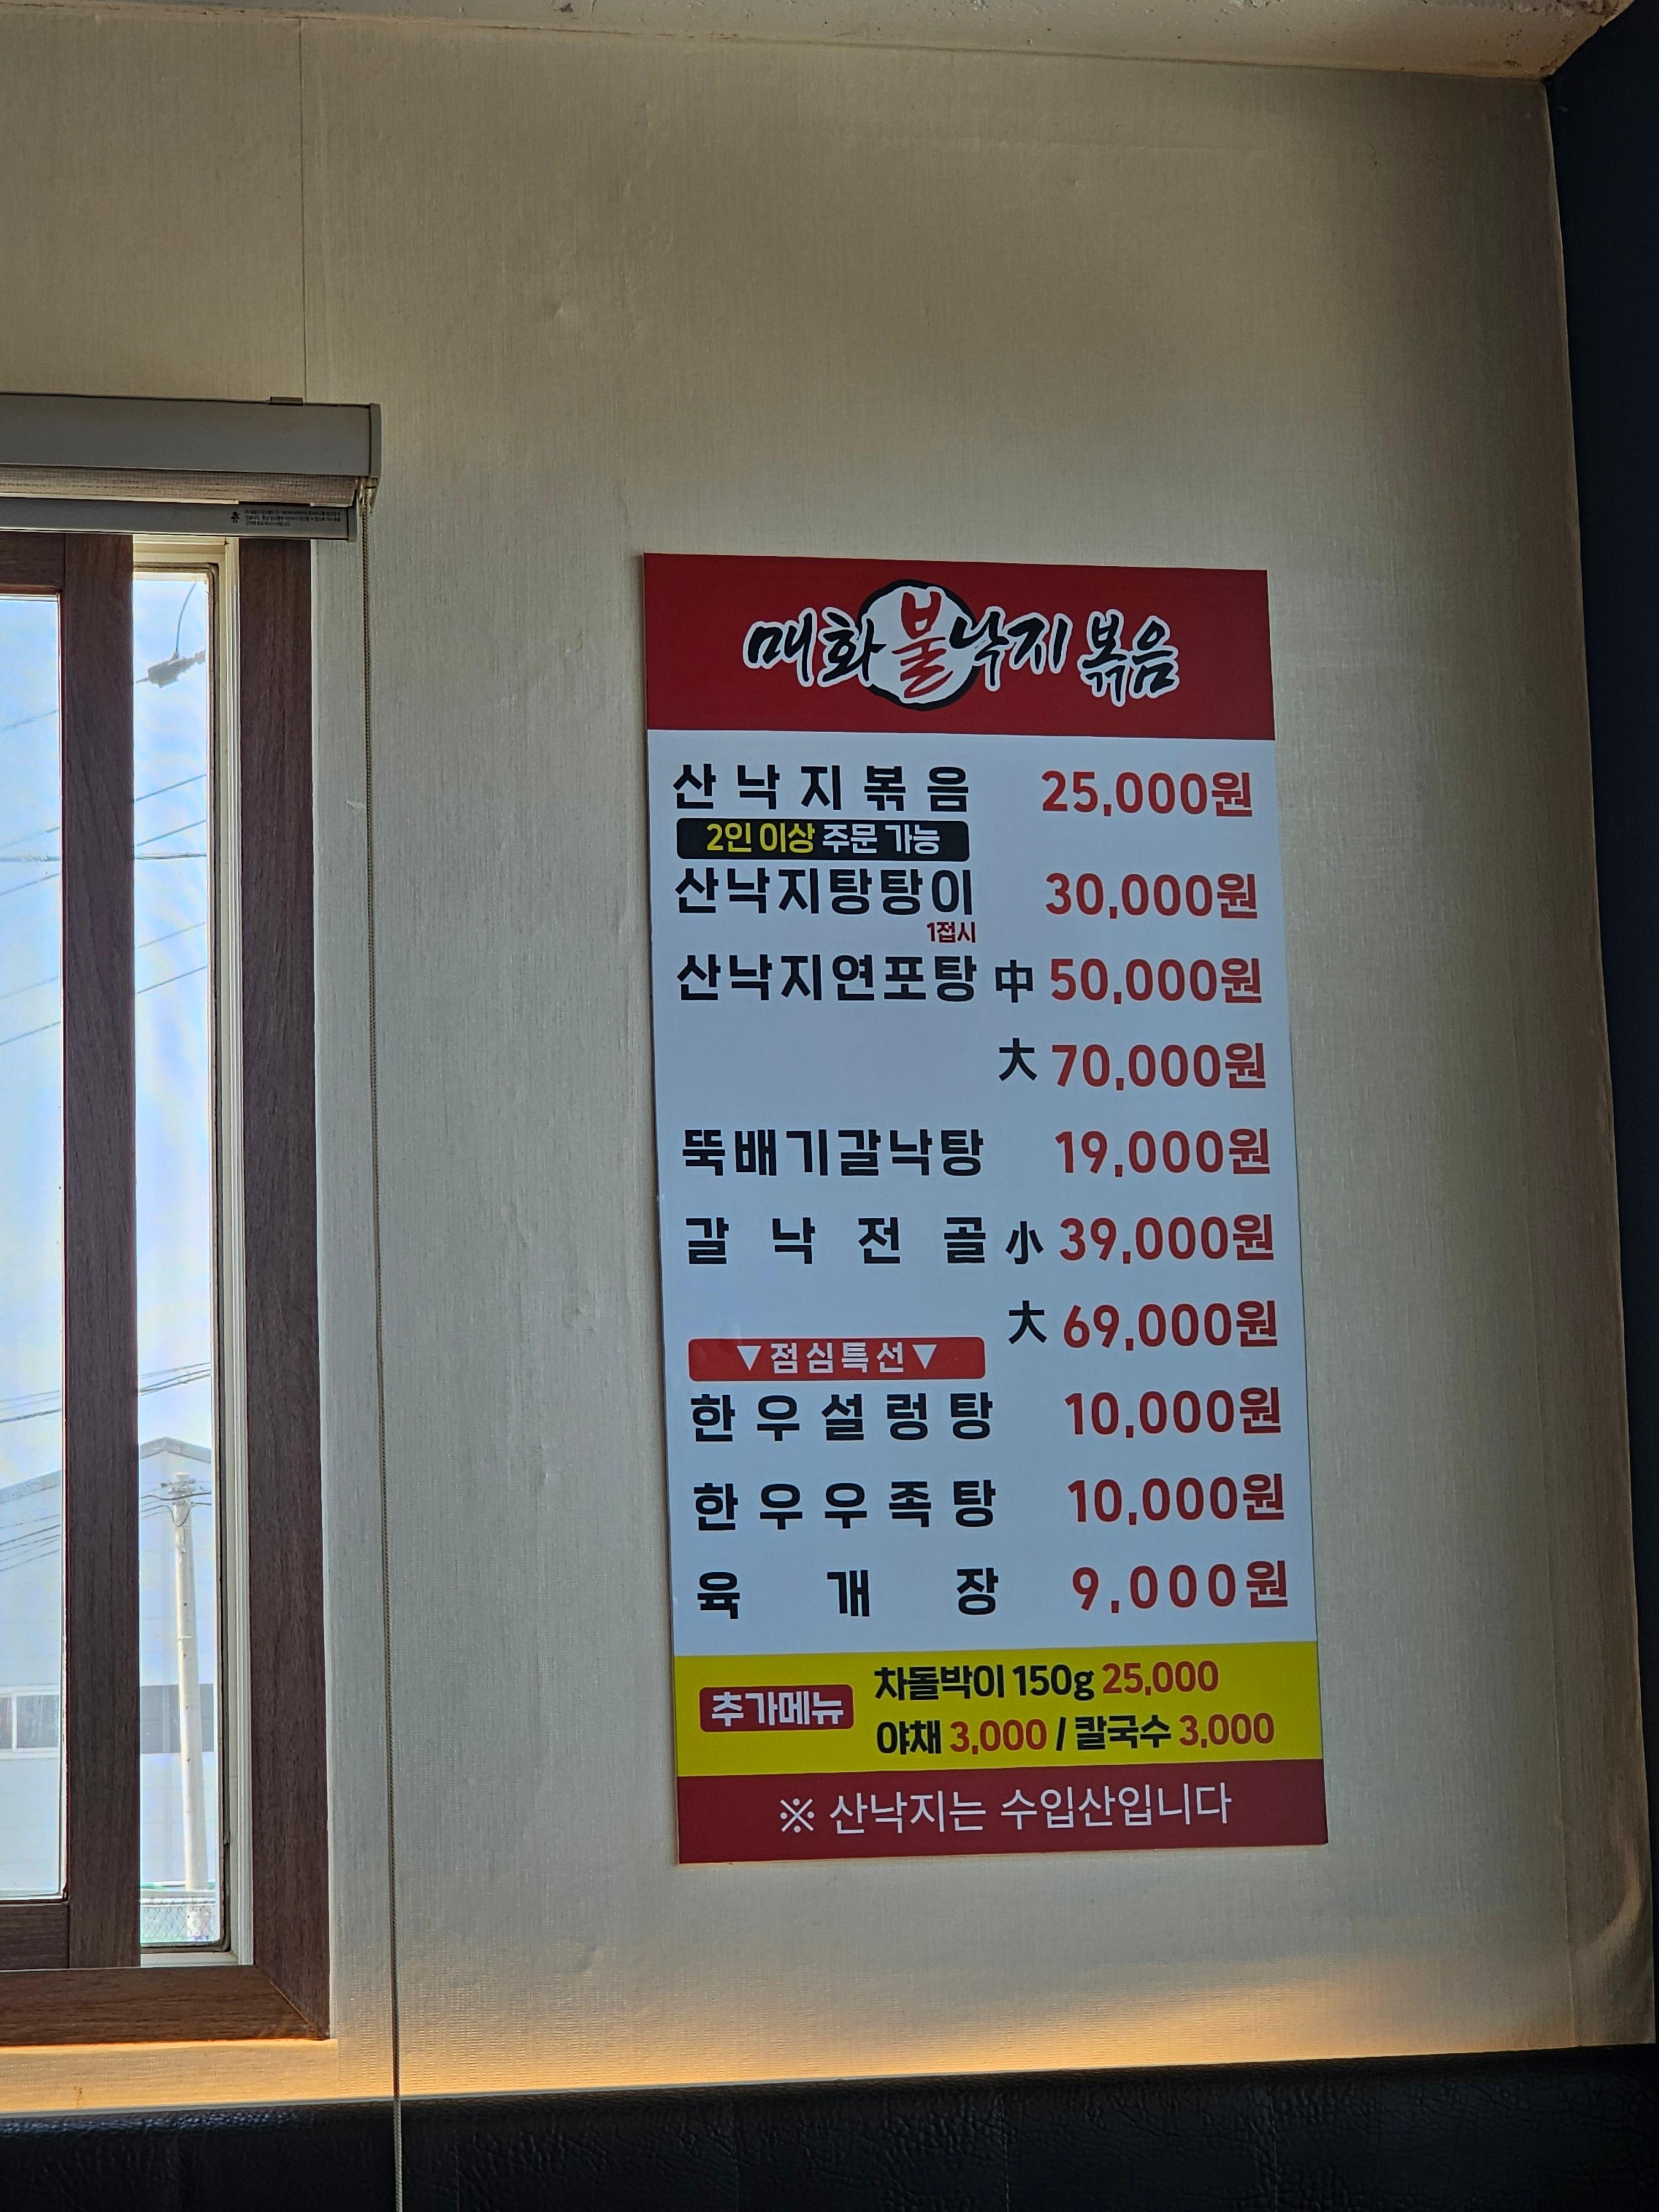 매화불낙지볶음
산낙지볶음 25,000원
2인 이상 주문 가능
산낙지탕탕이 30,000원
1접시
산낙지연포탕 中 50,000원
大 70,000원
뚝배기갈낙탕 19,000원
갈낙전골 小 39,000원
大 69,000원
▼점심특선▼
한우설렁탕 10,000원
한우우족탕 10,000원
육개장 9,000원
추가메뉴
차돌박이 150g 25,000
야채 3,000 / 칼국수 3,000
※ 산낙지는 수입산입니다